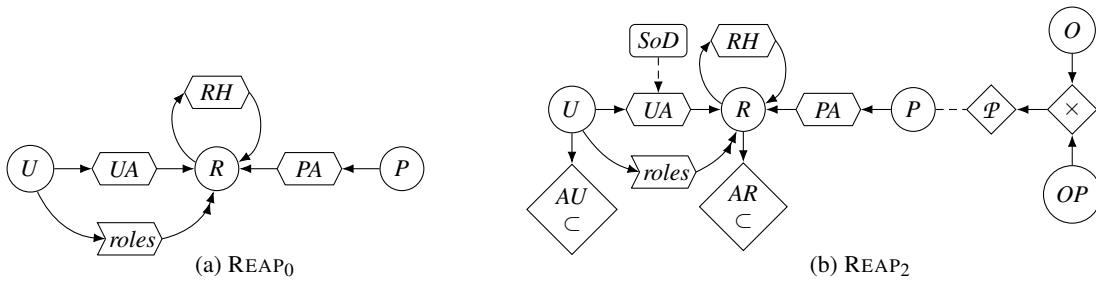 RH
U
UA
R
PA
P
roles
(a) REAP0
SoD
RH
O
U
UA
R
PA
P
𝒫
×
roles
AU
⊂
AR
⊂
OP
(b) REAP2